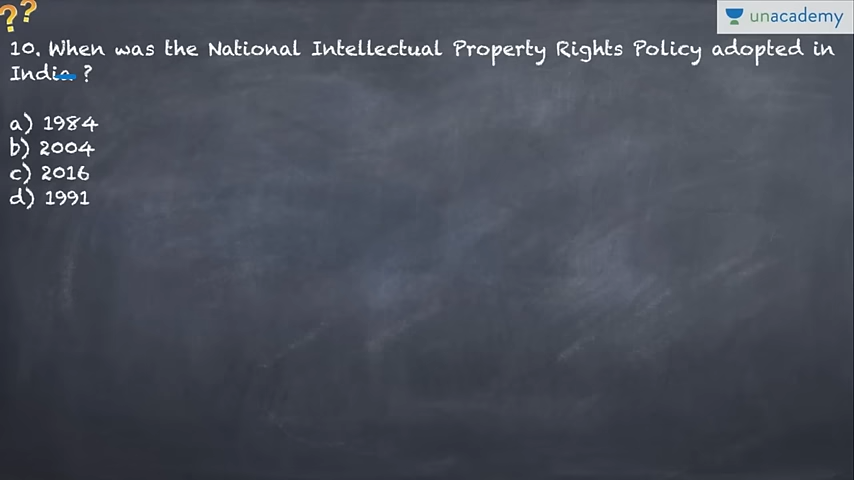 ??
unacademy
10. When was the National Intellectual Property Rights Policy adopted in
India ?
a) 1984
b) 2004
c) 2016
d) 1991